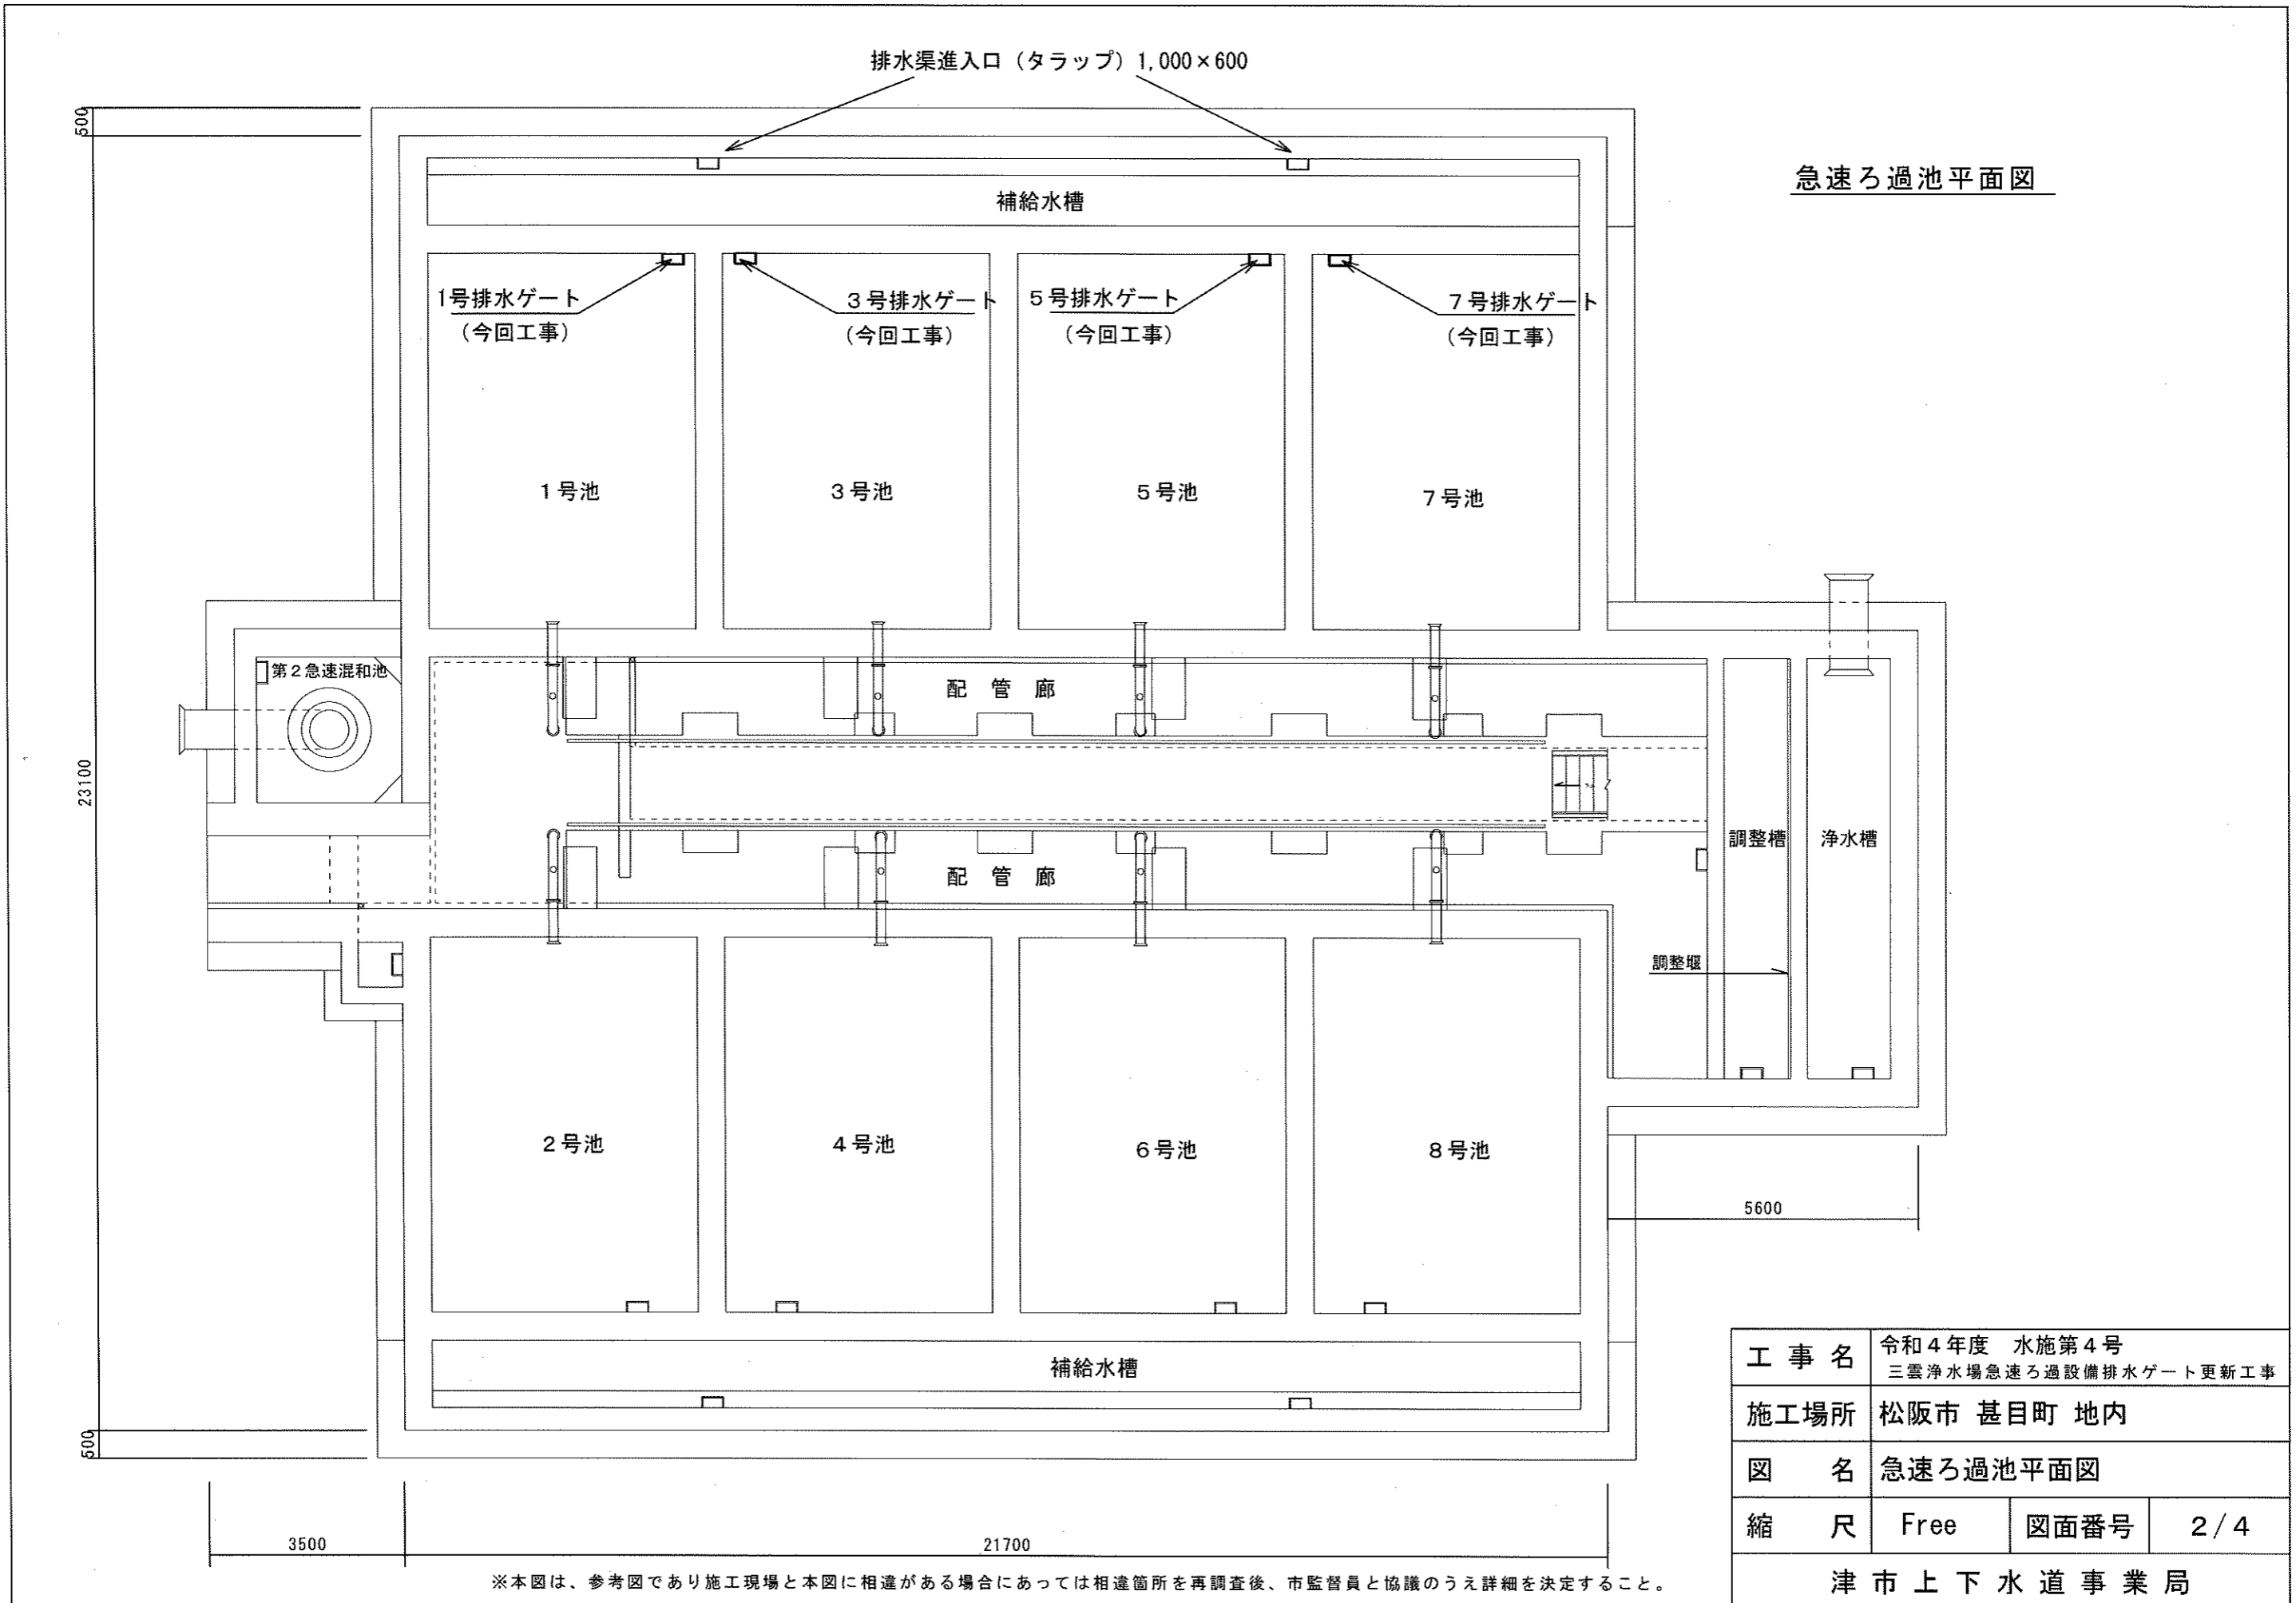 排水渠進入口（タラップ）1,000×600
500
急速ろ過池平面図
補給水槽
1号排水ゲート
（今回工事）
３号排水ゲート
（今回工事）
５号排水ゲート
（今回工事）
７号排水ゲート
（今回工事）
１号池
３号池
５号池
７号池
第２急速混和池
配　管　廊
23100
調整槽
浄水槽
配　管　廊
調整堰
２号池
４号池
６号池
８号池
5600
補給水槽
500
3500
21700
※本図は、参考図であり施工現場と本図に相違がある場合にあっては相違箇所を再調査後、市監督員と協議のうえ詳細を決定すること。
工 事 名
令和４年度　水施第４号
三雲浄水場急速ろ過設備排水ゲート更新工事
施工場所
松阪市 甚目町 地内
図　　名
急速ろ過池平面図
縮　　尺
Free
図面番号
２/４
津 市 上 下 水 道 事 業 局